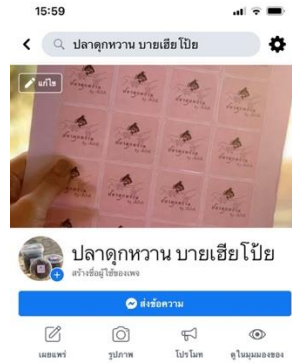 15:59
ปลาดุกหวาน บายเฮียโป้ย
แก้ไข
ปลาดุกหวาน บายเฮียโป้ย
สร้างชื่อผู้ใช้ของเพจ
ส่งข้อความ
เผยแพร่ รูปภาพ โปรโมท ดูในมุมมองของ